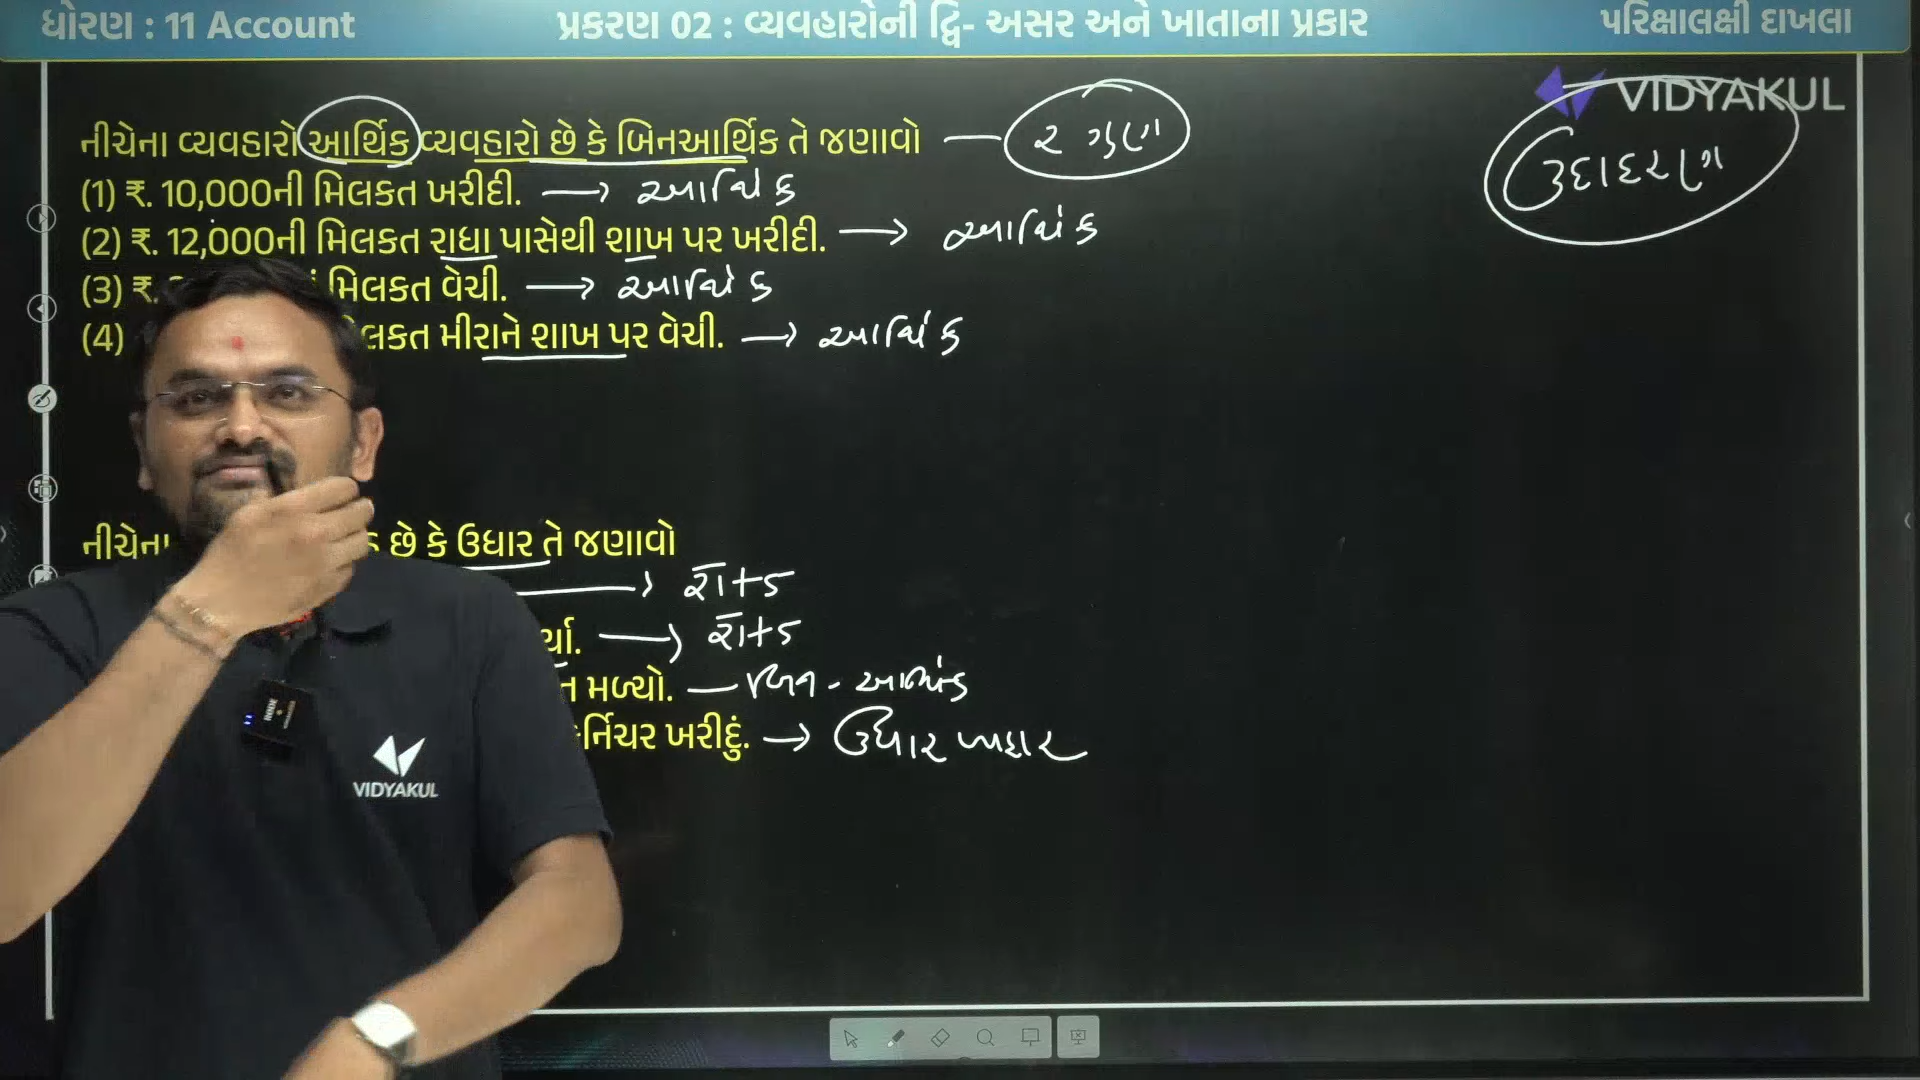 ધોરણ : 11 Account પ્રકરણ 02 : વ્યવહારોની દ્વિ- અસર અને ખાતાના પ્રકાર પરિક્ષાલક્ષી દાખલા
VIDYAKUL
ઉદાહરણ
નીચેના વ્યવહારો આર્થિક વ્યવહારો છે કે બિનઆર્થિક તે જણાવો — ૨ ગુણ
(1) ₹. 10,000ની મિલકત ખરીદી. → આર્થિક
(2) ₹. 12,000ની મિલકત રાધા પાસેથી શાખ પર ખરીદી. → આર્થિક
(3) ₹. મિલકત વેચી. → આર્થિક
(4) મિલકત મીરાને શાખ પર વેચી. → આર્થિક
નીચેના છે કે ઉધાર તે જણાવો
→ રોકડ
→ રોકડ
મળ્યો. — બિન - આર્થિક
ર્નિચર ખરીદ્દું. → ઉધાર વ્યવહાર
VIDYAKUL